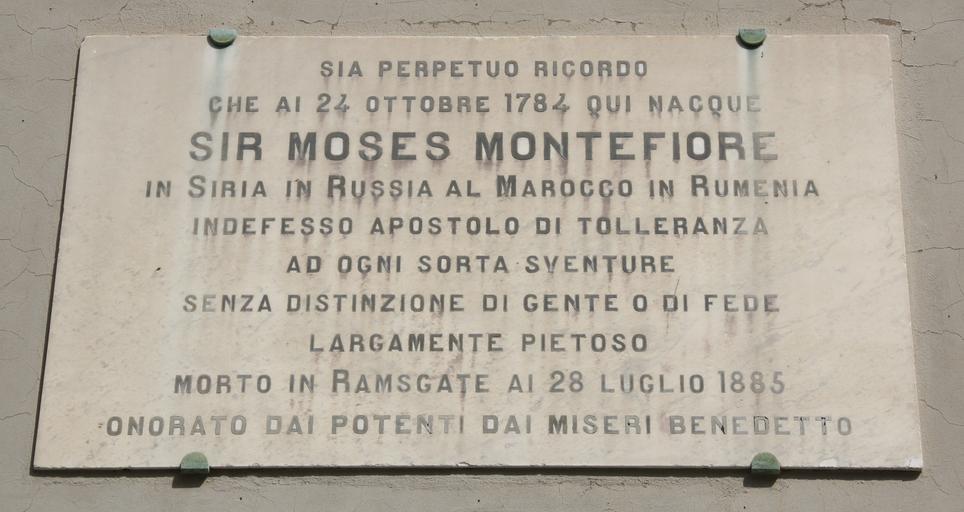 SIA PERPETUO RICORDO
CHE AI 24 OTTOBRE 1784 QUI NACQUE
SIR MOSES MONTEFIORE
IN SIRIA IN RUSSIA AL MAROCCO IN RUMENIA
INDEFESSO APOSTOLO DI TOLLERANZA
AD OGNI SORTA SVENTURE
SENZA DISTINZIONE DI GENTE O DI FEDE
LARGAMENTE PIETOSO
MORTO IN RAMSGATE AI 28 LUGLIO 1885
ONORATO DAI POTENTI DAI MISERI BENEDETTO